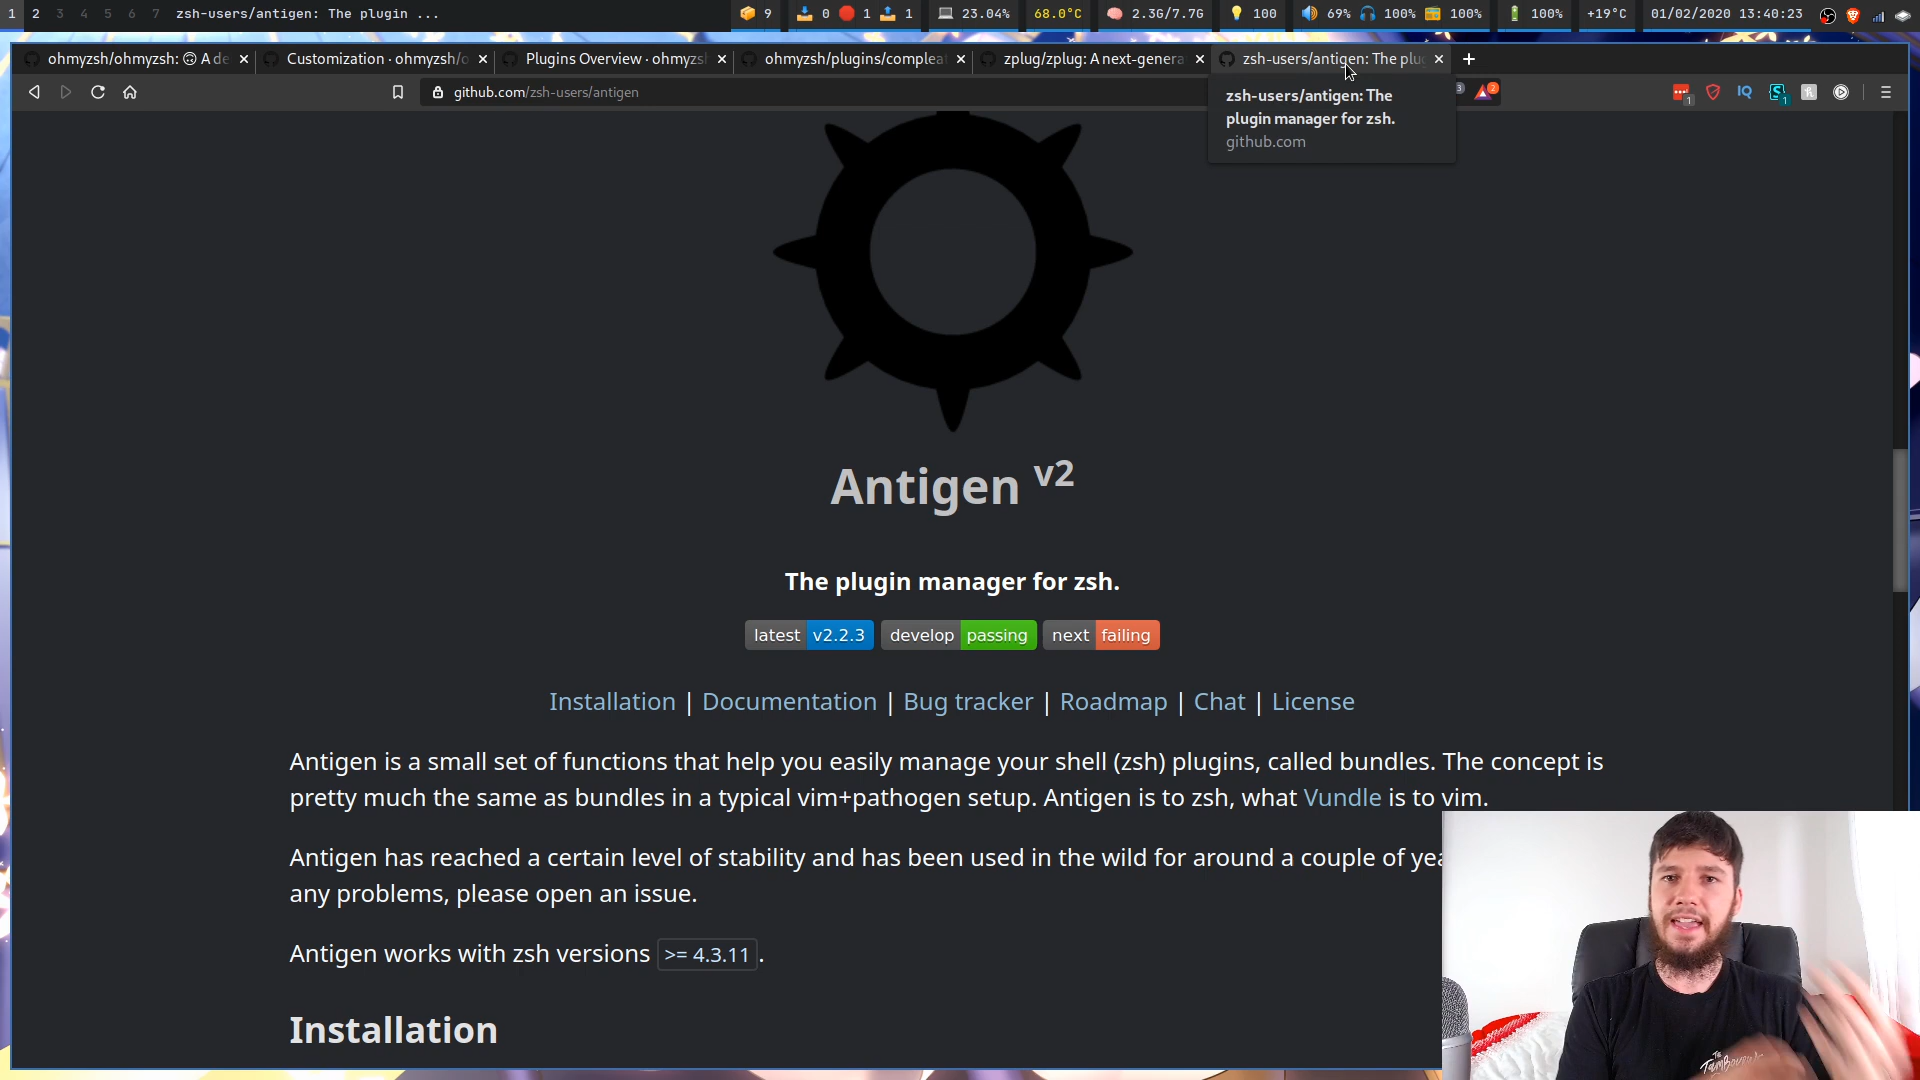 1 2 3 4 5 6 7 zsh-users/antigen: The plugin ... 9 0 1 1 23.04% 68.0°C 2.3G/7.7G 100 69% 100% 100% 100% +19°C 01/02/2020 13:40:23
ohmyzsh/ohmyzsh: 🙃 A de Customization · ohmyzsh/o Plugins Overview · ohmyzsh ohmyzsh/plugins/complea zplug/zplug: A next-genera zsh-users/antigen: The plug
github.com/zsh-users/antigen
zsh-users/antigen: The
plugin manager for zsh.
github.com
Antigen v2
The plugin manager for zsh.
latest v2.2.3 develop passing next failing
Installation | Documentation | Bug tracker | Roadmap | Chat | License
Antigen is a small set of functions that help you easily manage your shell (zsh) plugins, called bundles. The concept is
pretty much the same as bundles in a typical vim+pathogen setup. Antigen is to zsh, what Vundle is to vim.
Antigen has reached a certain level of stability and has been used in the wild for around a couple of yea
any problems, please open an issue.
Antigen works with zsh versions >= 4.3.11.
Installation